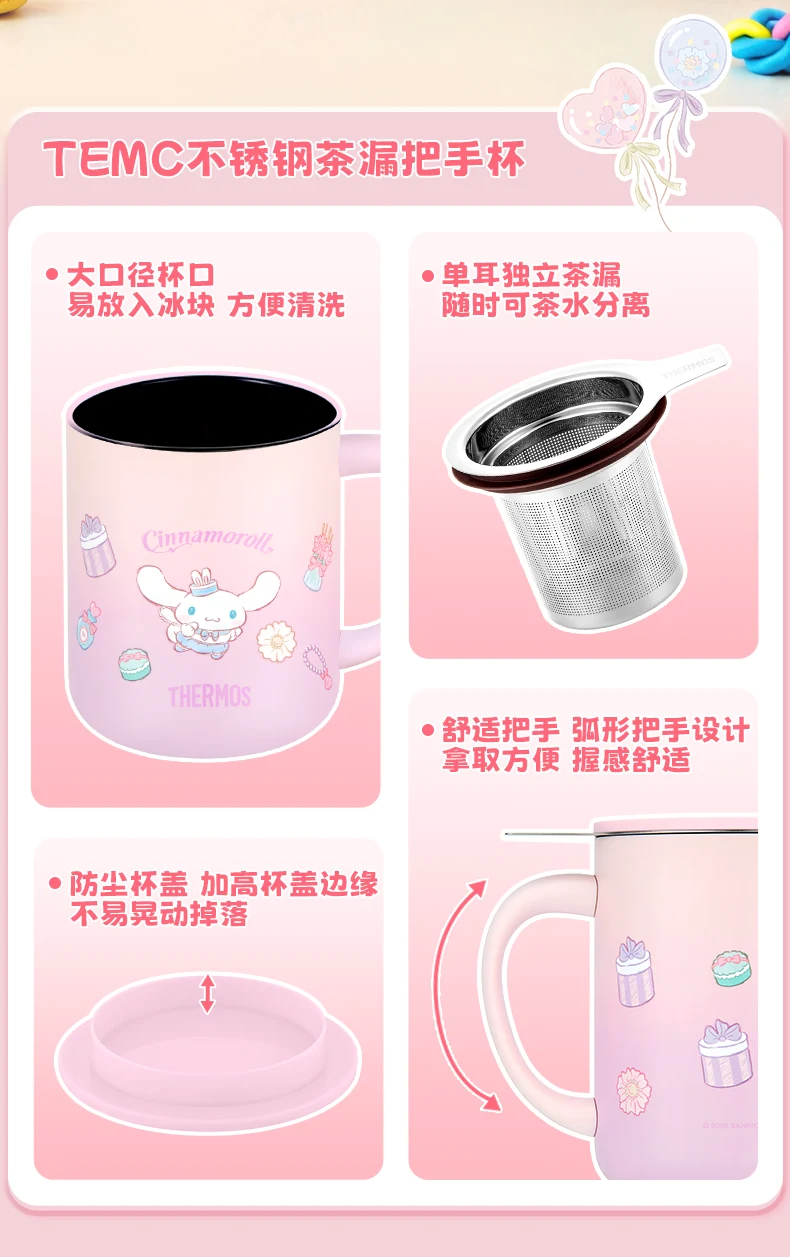 TEMC不锈钢茶漏把手杯
大口径杯口
易放入冰块 方便清洗
Cinnamoroll
THERMOS
单耳独立茶漏
随时可茶水分离
THERMOS
舒适把手 弧形把手设计
拿取方便 握感舒适
防尘杯盖 加高杯盖边缘
不易晃动掉落